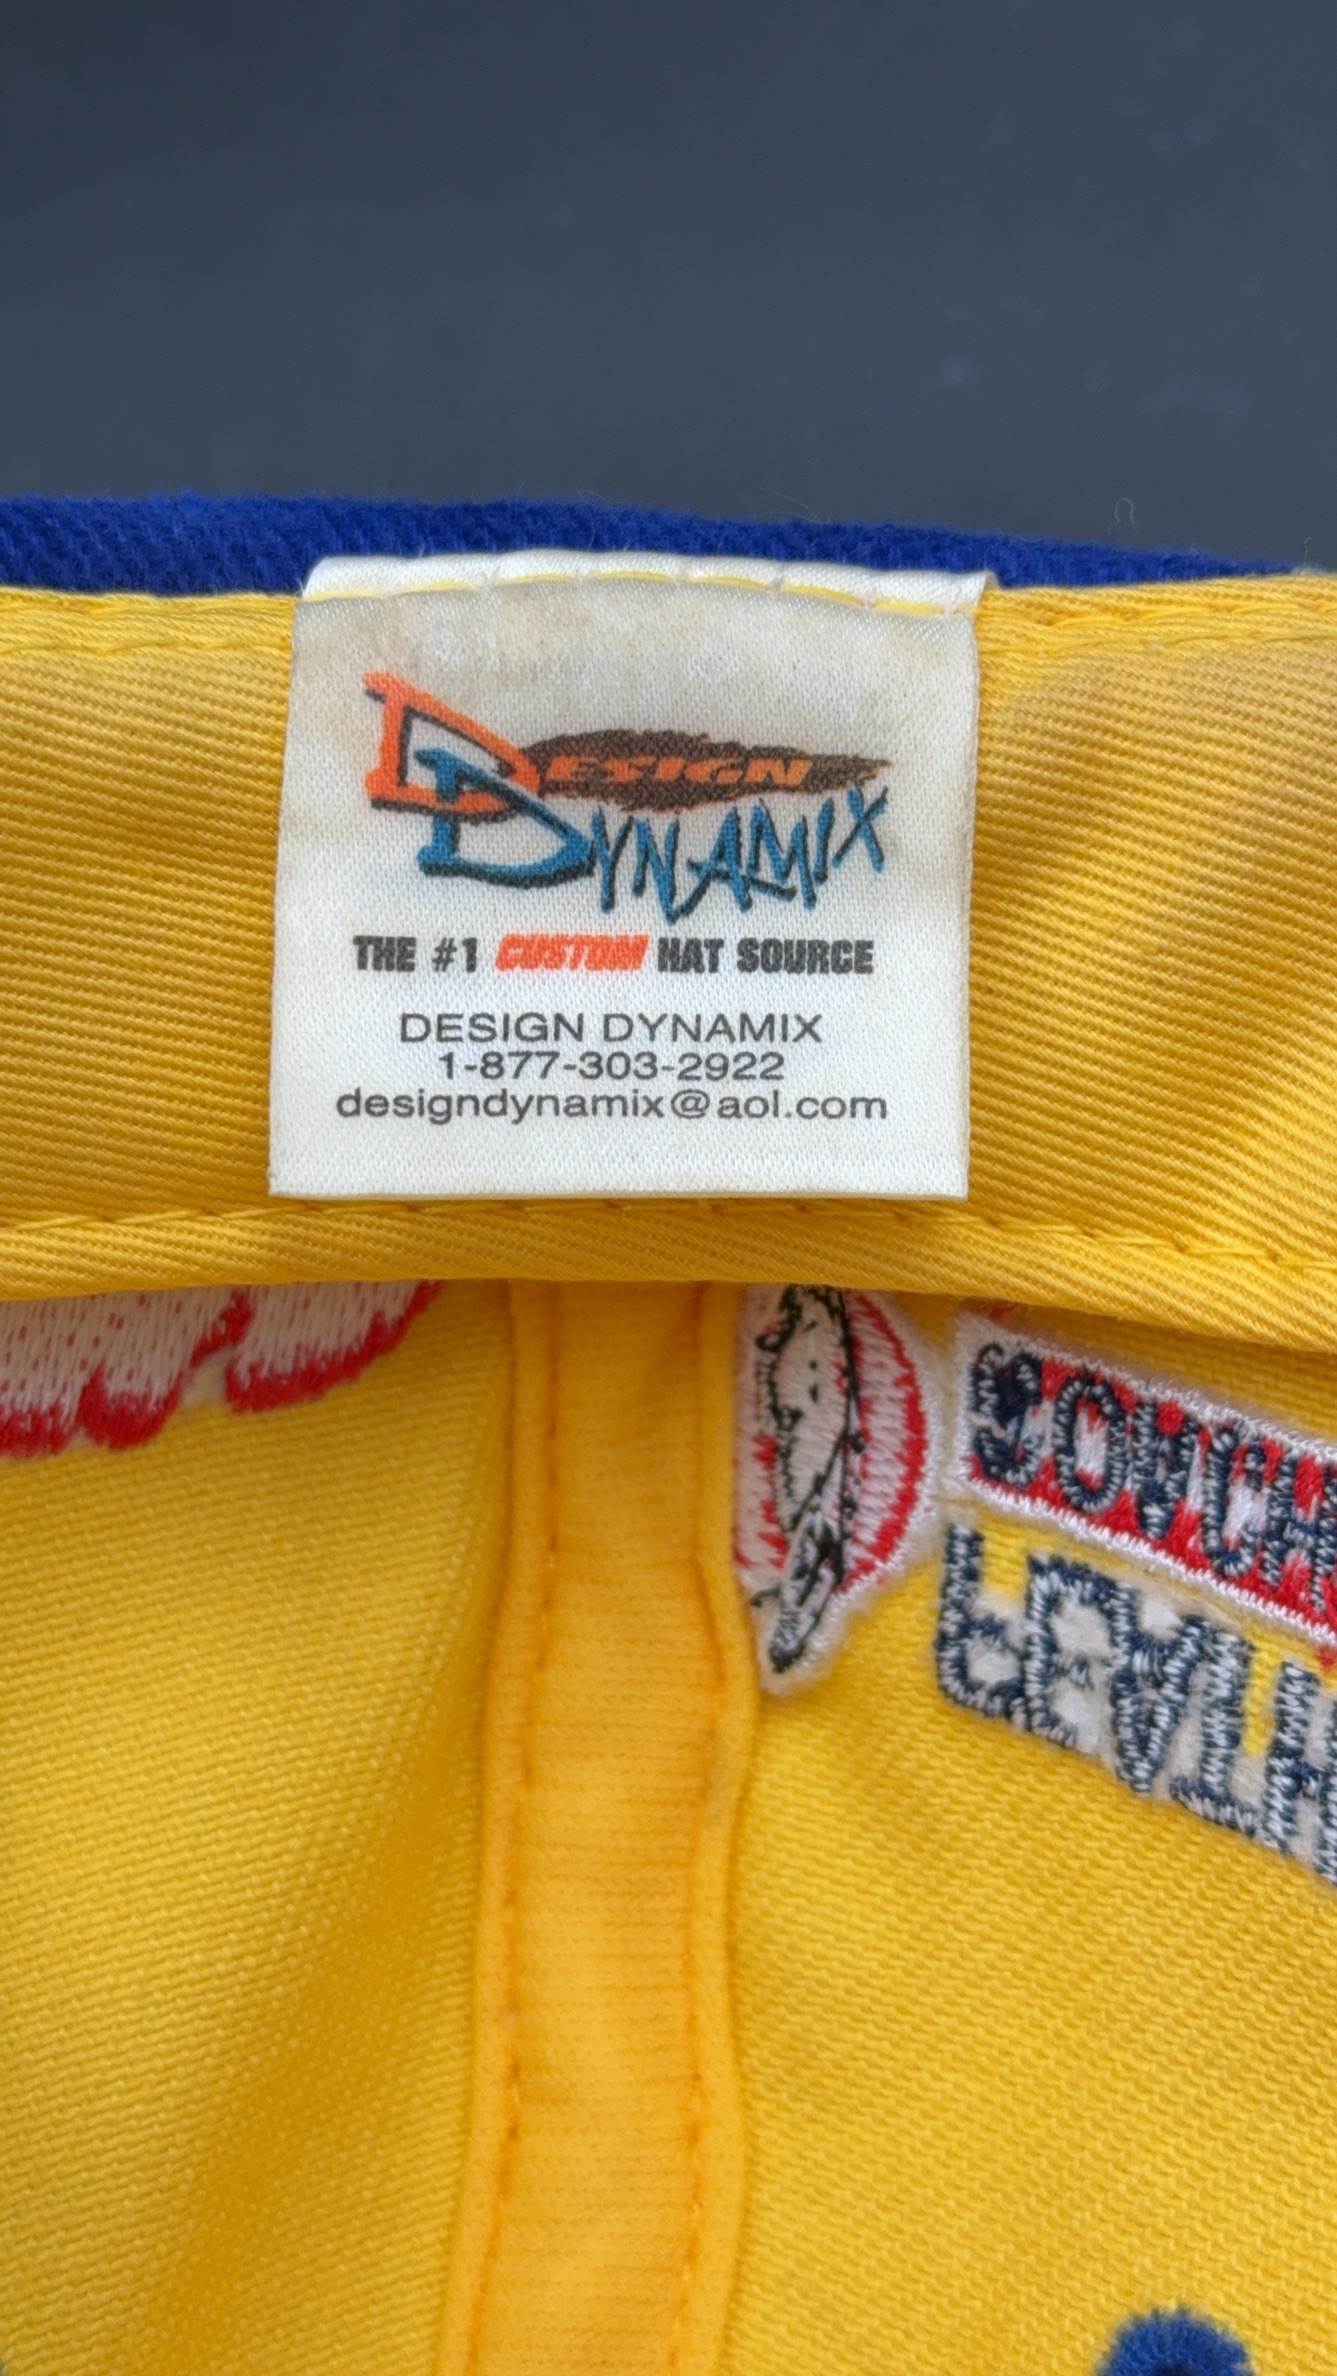 DESIGN
DYNAMIX
THE #1 CUSTOM HAT SOURCE
DESIGN DYNAMIX
1-877-303-2922
designdynamix@aol.com